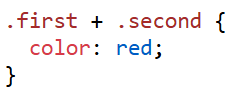 .first + .second {
  color: red;
}